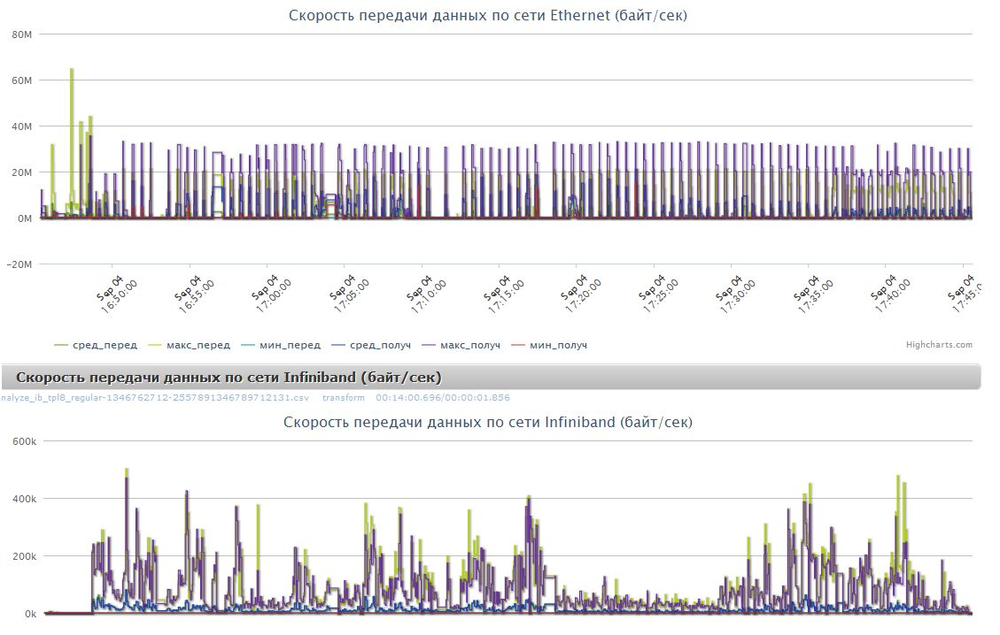 Скорость передачи данных по сети Ethernet (байт/сек)
80M
60M
40M
20M
0M
-20M
Sep 04
16:50:00
Sep 04
16:55:00
Sep 04
17:00:00
Sep 04
17:05:00
Sep 04
17:10:00
Sep 04
17:15:00
Sep 04
17:20:00
Sep 04
17:25:00
Sep 04
17:30:00
Sep 04
17:35:00
Sep 04
17:40:00
Sep 04
17:45:0
сред_перед макс_перед мин_перед сред_получ макс_получ мин_получ
Highcharts.com
Скорость передачи данных по сети Infiniband (байт/сек)
nalyze_ib_tpl8_regular-1346762712-2557891346789712131.csv transform 00:14:00.696/00:00:01.856
Скорость передачи данных по сети Infiniband (байт/сек)
600k
400k
200k
0k